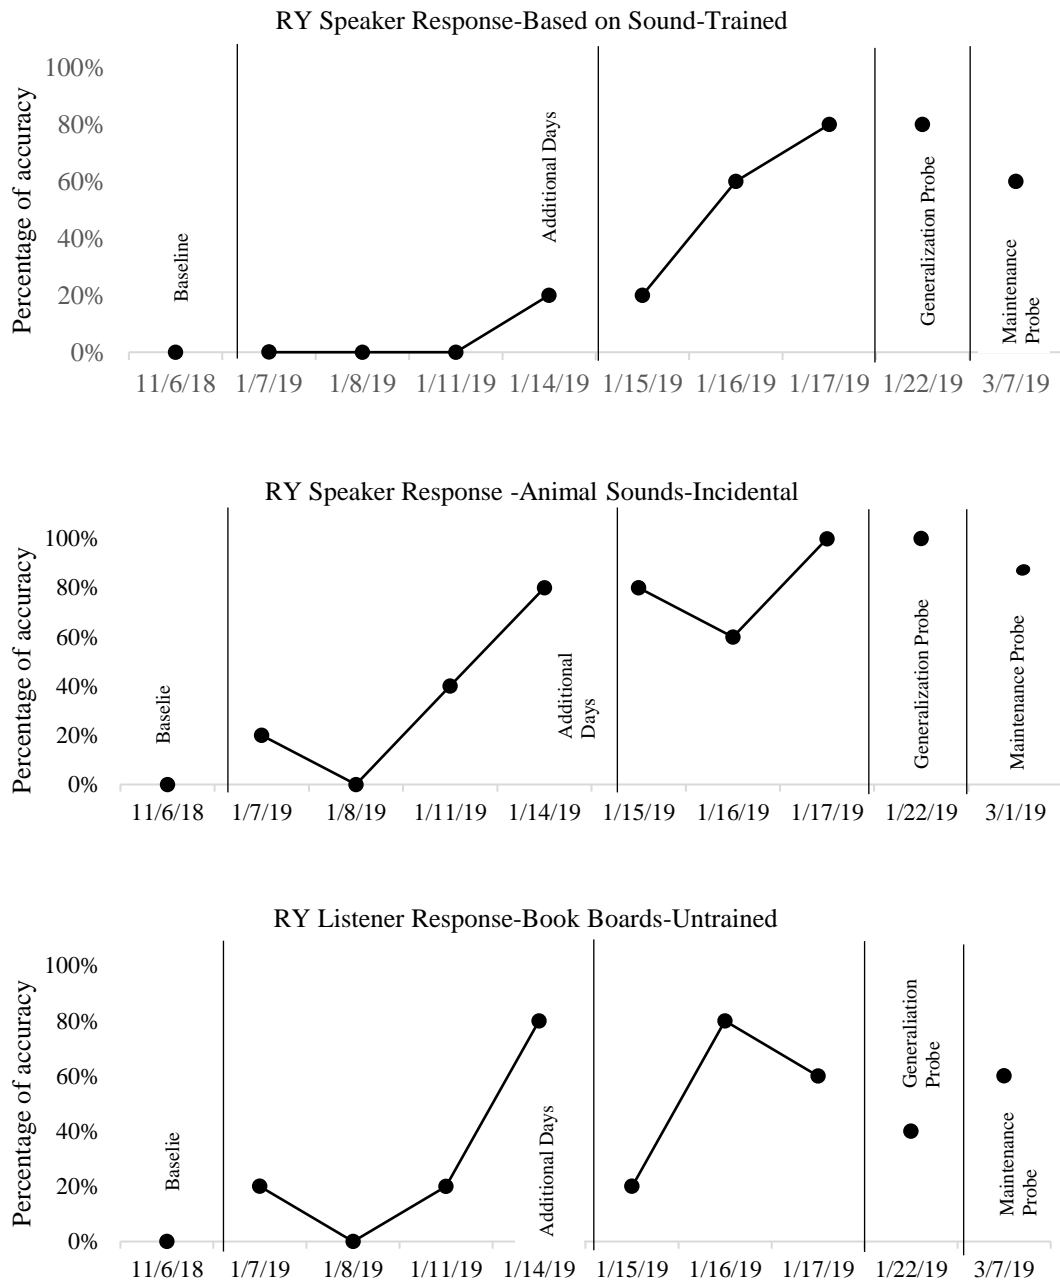 RY Speaker Response-Based on Sound-Trained
Percentage of accuracy
100%
80%
60%
40%
20%
0%
Baseline
Additional Days
Generalization Probe
Maintenance
Probe
11/6/18 1/7/19 1/8/19 1/11/19 1/14/19 1/15/19 1/16/19 1/17/19 1/22/19 3/7/19
RY Speaker Response -Animal Sounds-Incidental
Percentage of accuracy
100%
80%
60%
40%
20%
0%
Baselie
Additional
Days
Generalization Probe
Maintenance Probe
11/6/18 1/7/19 1/8/19 1/11/19 1/14/19 1/15/19 1/16/19 1/17/19 1/22/19 3/1/19
RY Listener Response-Book Boards-Untrained
Percentage of accuracy
100%
80%
60%
40%
20%
0%
Baselie
Additional Days
Generaliation
Probe
Maintenance
Probe
11/6/18 1/7/19 1/8/19 1/11/19 1/14/19 1/15/19 1/16/19 1/17/19 1/22/19 3/7/19